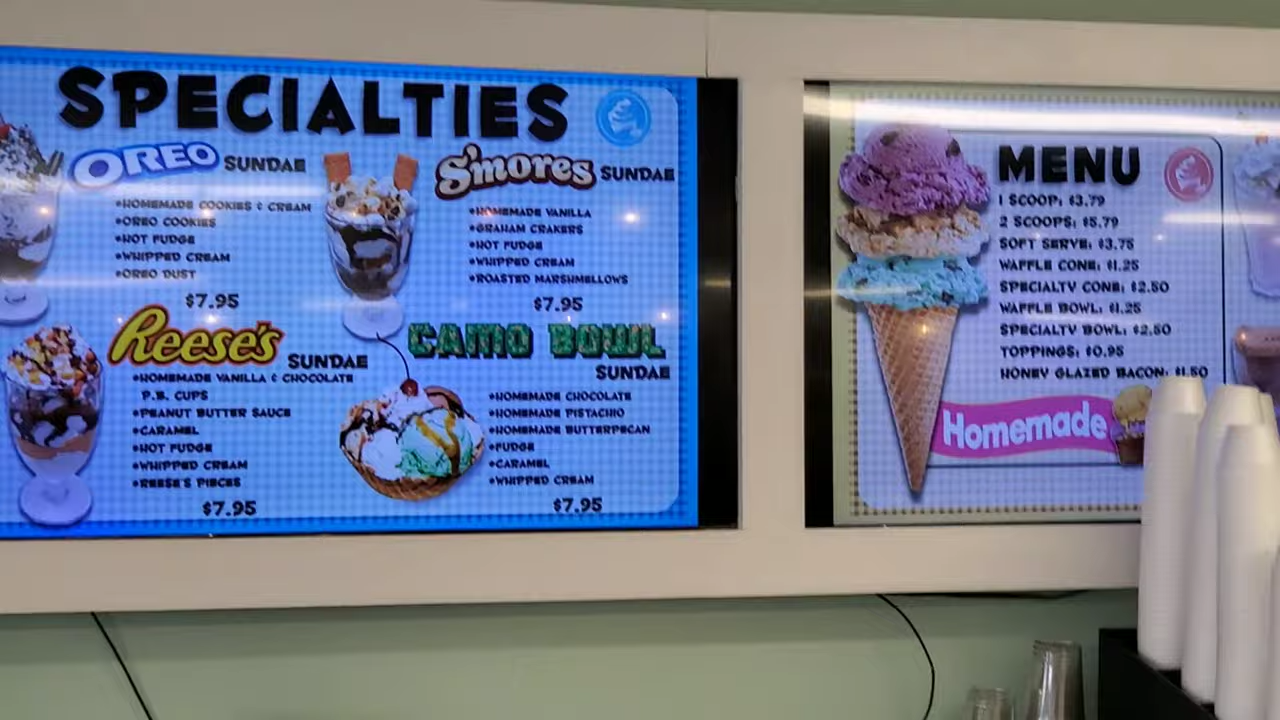 SPECIALTIES
OREO SUNDAE
•HOMEMADE COOKIES & CREAM
•OREO COOKIES
•HOT FUDGE
•WHIPPED CREAM
•OREO DUST
$7.95
S'mores SUNDAE
•HOMEMADE VANILLA
•GRAHAM CRAKERS
•HOT FUDGE
•WHIPPED CREAM
•ROASTED MARSHMELLOWS
$7.95
Reese's SUNDAE
•HOMEMADE VANILLA & CHOCOLATE
P.B. CUPS
•PEANUT BUTTER SAUCE
•CARAMEL
•HOT FUDGE
•WHIPPED CREAM
•REESE'S PIECES
$7.95
CAMO BOWL
SUNDAE
•HOMEMADE CHOCOLATE
•HOMEMADE PISTACHIO
•HOMEMADE BUTTERPECAN
•FUDGE
•CARAMEL
•WHIPPED CREAM
$7.95
MENU
1 SCOOP: $3.79
2 SCOOPS: $5.79
SOFT SERVE: $3.75
WAFFLE CONE: $1.25
SPECIALTY CONE: $2.50
WAFFLE BOWL: $1.25
SPECIALTY BOWL: $2.50
TOPPINGS: $0.95
HONEY GLAZED BACON: $1.50
Homemade